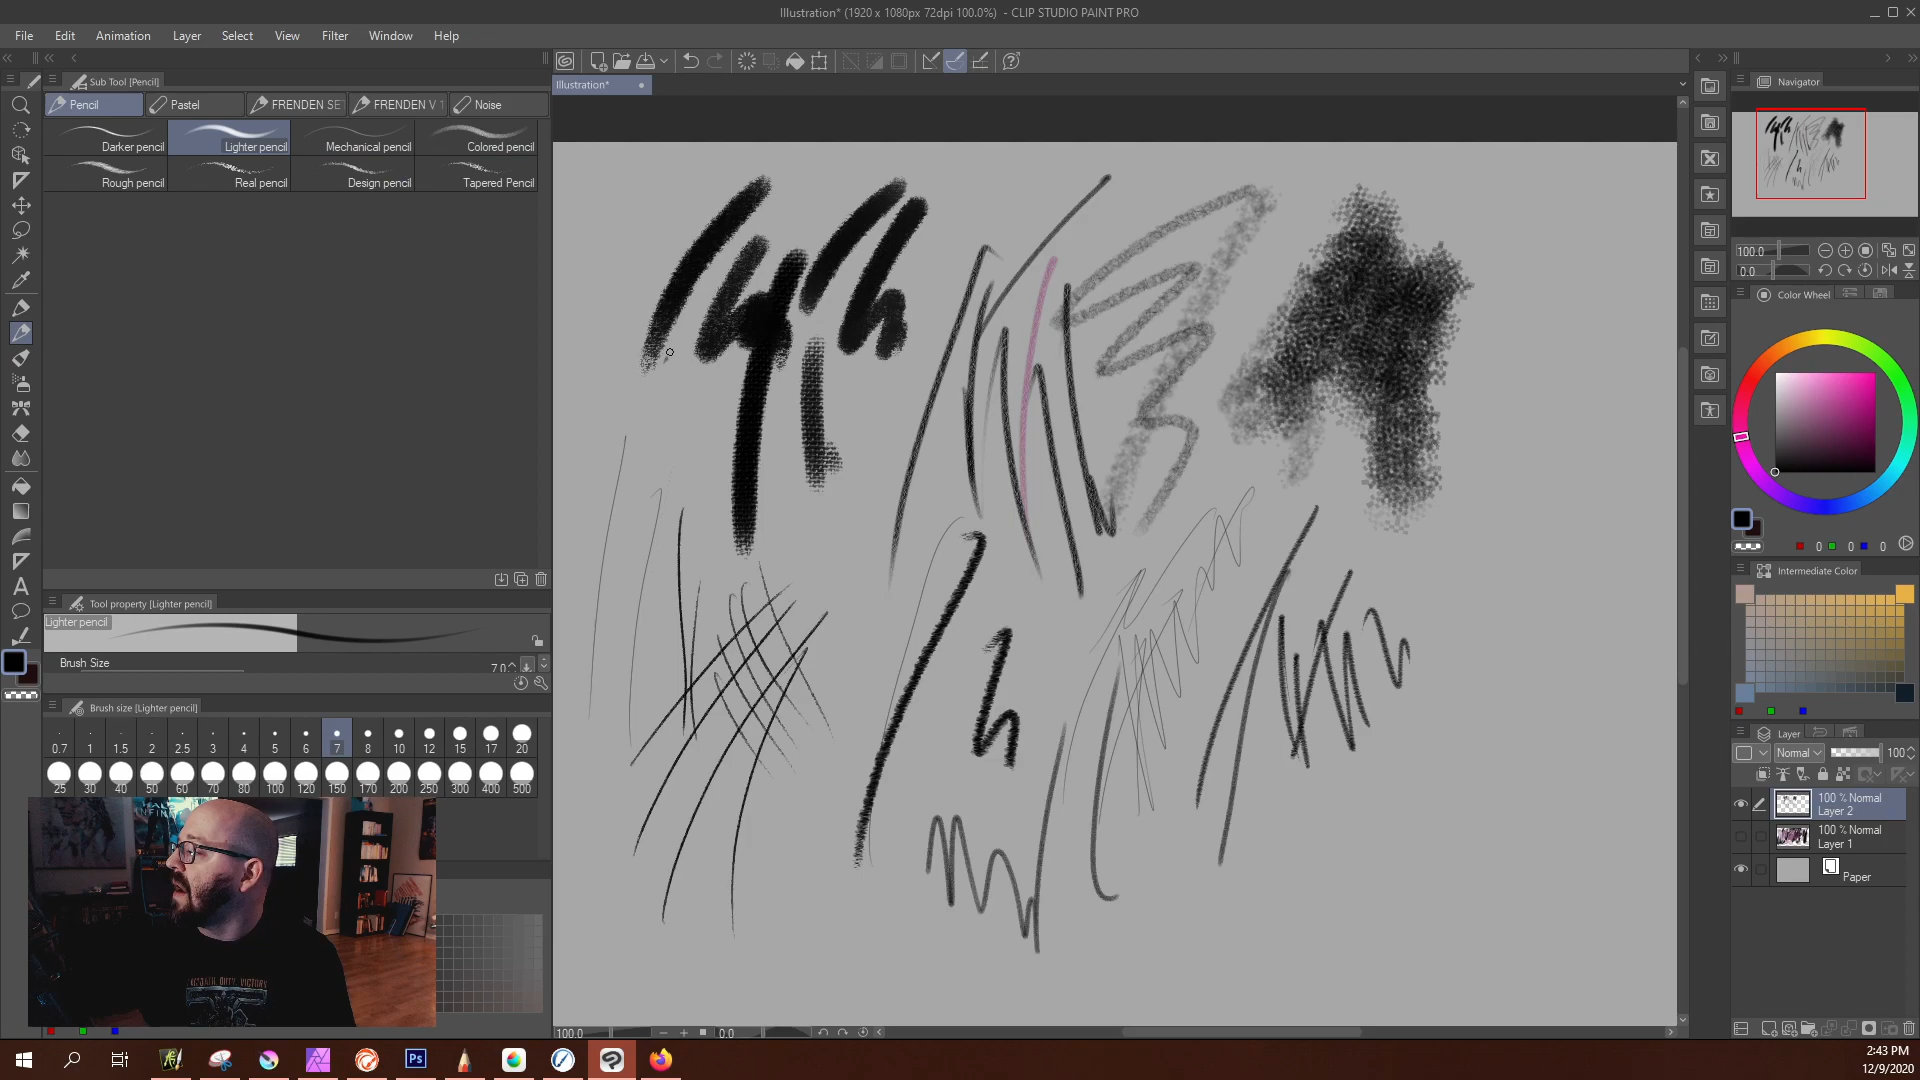 Illustration* (1920 x 1080px 72dpi 100.0%) - CLIP STUDIO PAINT PRO
File Edit Animation Layer Select View Filter Window Help
Sub Tool [Pencil]
Pencil Pastel FRENDEN SE FRENDEN V 1 Noise
Darker pencil Lighter pencil Mechanical pencil Colored pencil
Rough pencil Real pencil Design pencil Tapered Pencil
Illustration*
Navigator
100.0
0.0
Color Wheel
0 0 0
Intermediate Color
Tool property [Lighter pencil]
Lighter pencil
Brush Size 7.0
Brush size [Lighter pencil]
0.7 1 1.5 2 2.5 3 4 5 6 7 8 10 12 15 17 20
25 30 40 50 60 70 80 100 120 150 170 200 250 300 400 500
Layer
Normal 100
100 % Normal
Layer 2
100 % Normal
Layer 1
Paper
A
100.0 0.0
Ps
2:43 PM
12/9/2020